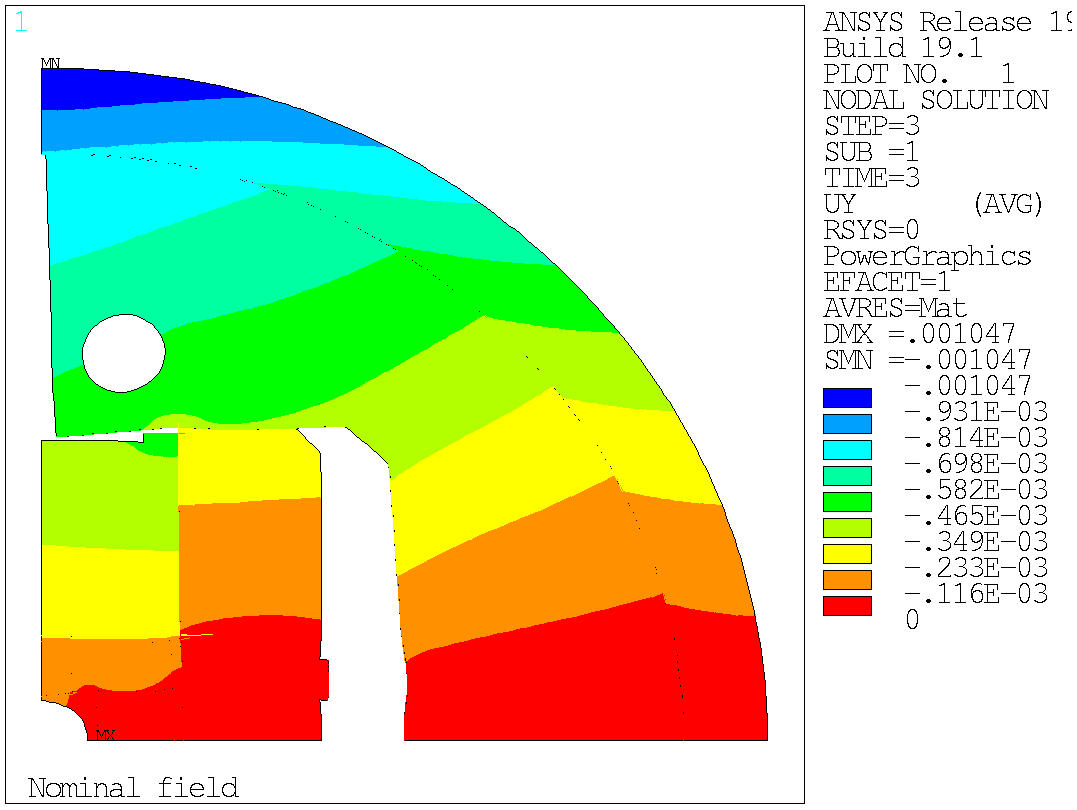 1
MN
MX
Nominal field
ANSYS Release 19
Build 19.1
PLOT NO. 1
NODAL SOLUTION
STEP=3
SUB =1
TIME=3
UY (AVG)
RSYS=0
PowerGraphics
EFACET=1
AVRES=Mat
DMX =.001047
SMN =-.001047
-.001047
-.931E-03
-.814E-03
-.698E-03
-.582E-03
-.465E-03
-.349E-03
-.233E-03
-.116E-03
0